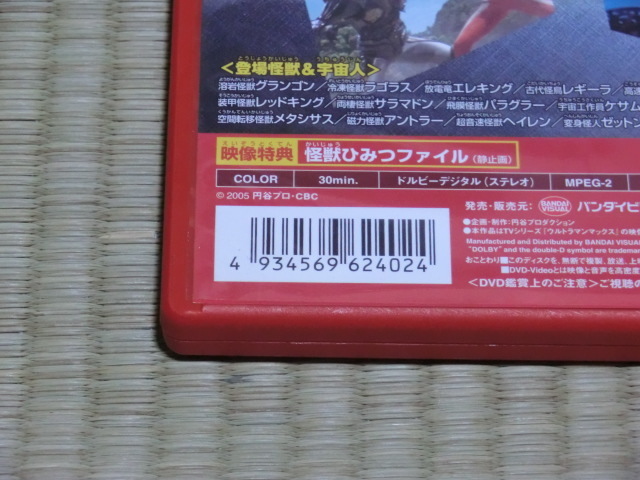 <登場怪獣&宇宙人>
溶岩怪獣グランゴン/冷凍怪獣ラゴラス/放電竜エレキング/古代怪鳥レギーラ/高速
装甲怪獣レッドキング/両棲怪獣サラマドン/飛膜怪獣パラグラー/宇宙工作員ケサム
空間転移怪獣メタシサス/磁力怪獣アントラー/超音速怪獣ヘイレン/変身怪人ゼットン
映像特典 怪獣ひみつファイル(静止画)
COLOR 30min. ドルビーデジタル(ステレオ) MPEG-2
© 2005 円谷プロ・CBC
発売・販売元: BANDAI VISUAL バンダイビ
●企画・制作:円谷プロダクション
●本作品はTVシリーズ『ウルトラマンマックス』の映
Manufactured and Distributed by BANDAI VISUAL
"DOLBY" and the double-D symbol are trademar
おことわり■このディスクを、無断で複製、放送、上
■DVD-Videoとは映像と音声を高密度
<DVD鑑賞上のご注意>ご視聴の
4 934569 624024